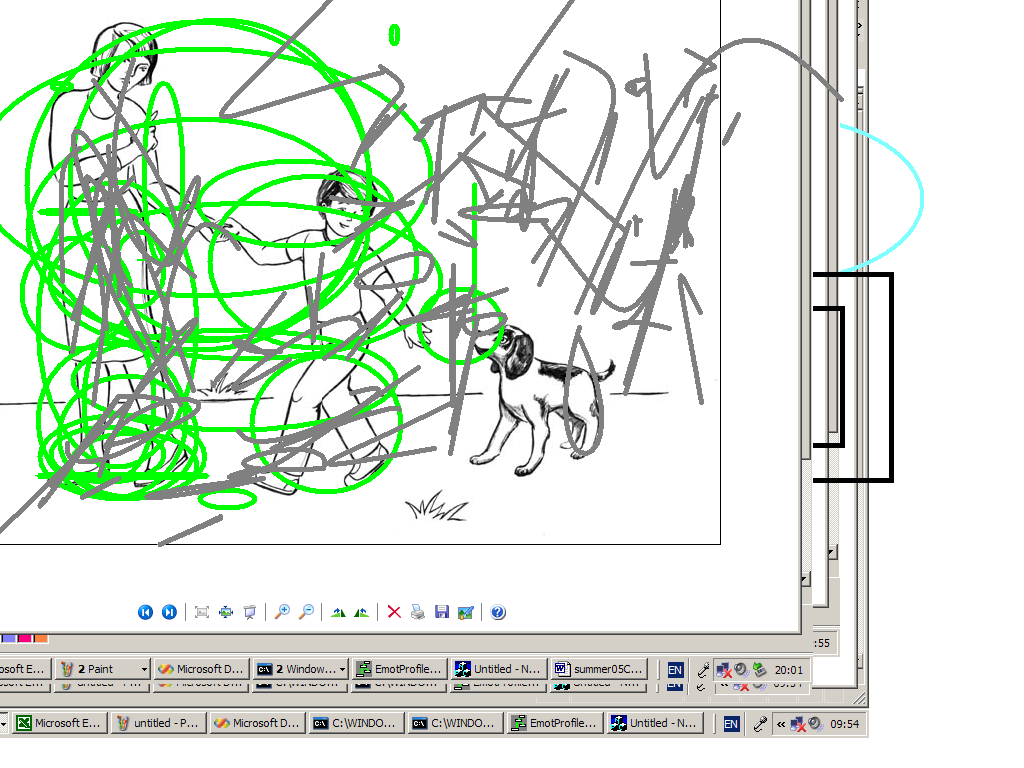 :55
osoft E... 2 Paint Microsoft D... 2 Window... EmotProfile... Untitled - N... summer05C... EN 20:01
Microsoft E... untitled - P... Microsoft D... C:\WINDO... C:\WINDO... EmotProfile... Untitled - N... EN « 09:54